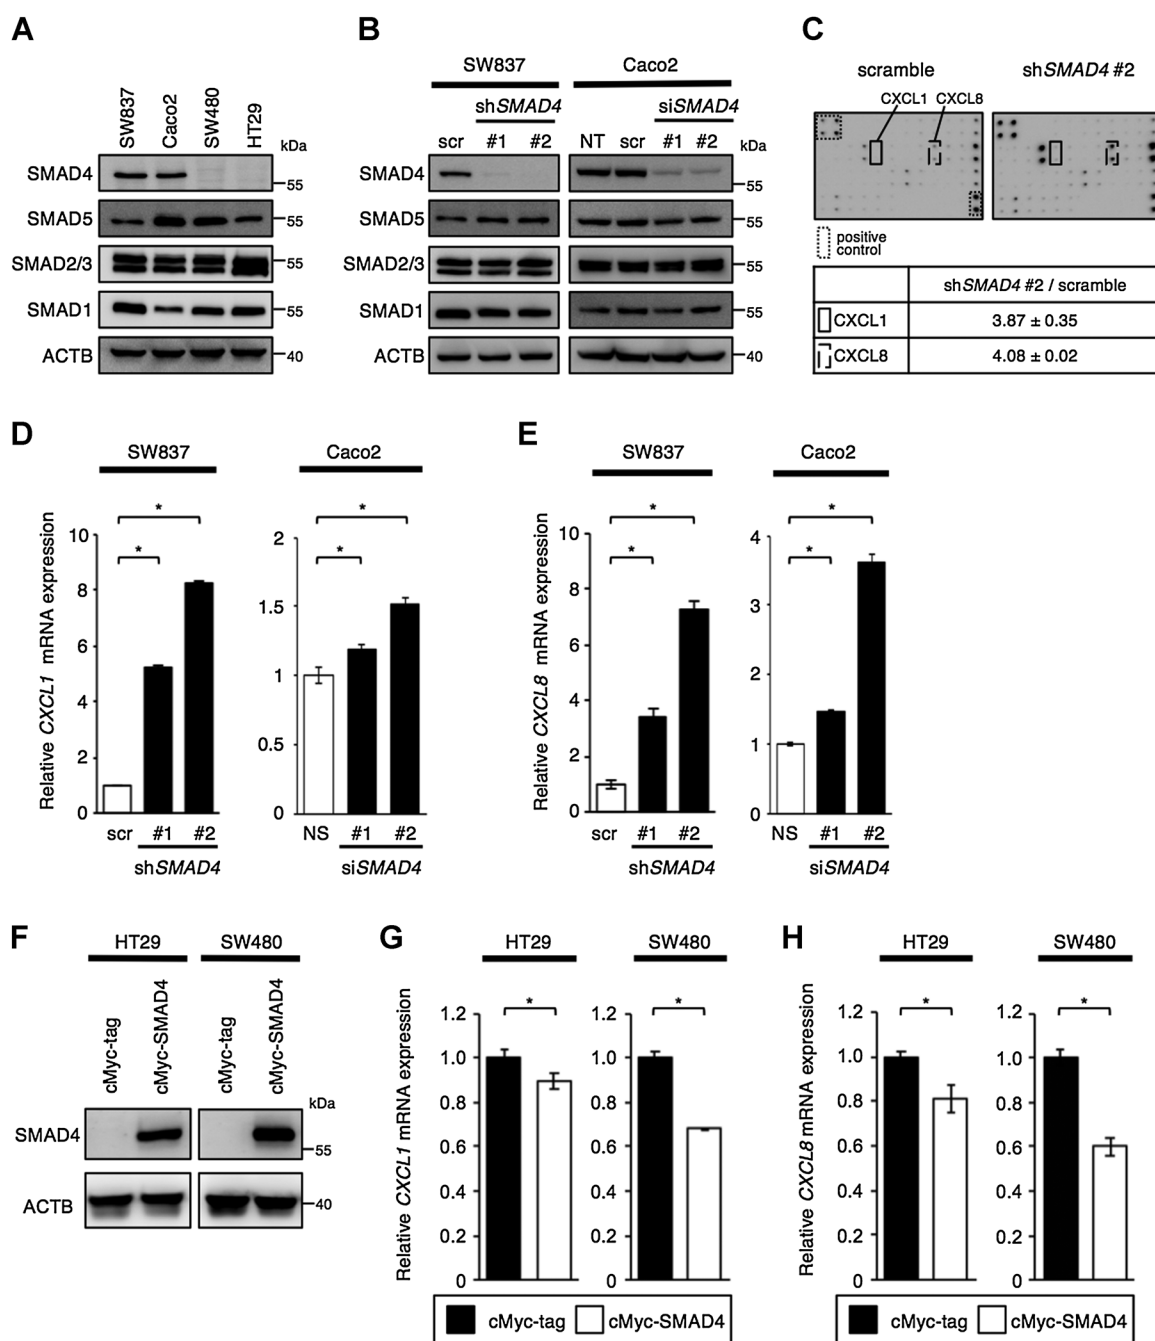 A
SW837
Caco2
SW480
HT29
kDa
SMAD4
55
SMAD5
55
SMAD2/3
55
SMAD1
55
ACTB
40
B
SW837
Caco2
shSMAD4
siSMAD4
scr #1 #2
NT scr #1 #2
kDa
SMAD4
55
SMAD5
55
SMAD2/3
55
SMAD1
55
ACTB
40
C
scramble
shSMAD4 #2
CXCL1
CXCL8
positive
control
shSMAD4 #2 / scramble
CXCL1 3.87 ± 0.35
CXCL8 4.08 ± 0.02
D
SW837
Relative CXCL1 mRNA expression
10
8
6
4
2
0
*
*
scr #1 #2
shSMAD4
Caco2
2
1.5
1
0.5
0
*
*
NS #1 #2
siSMAD4
E
SW837
Relative CXCL8 mRNA expression
10
8
6
4
2
0
*
*
scr #1 #2
shSMAD4
Caco2
4
3
2
1
0
*
*
NS #1 #2
siSMAD4
F
HT29
SW480
cMyc-tag
cMyc-SMAD4
cMyc-tag
cMyc-SMAD4
kDa
SMAD4
55
ACTB
40
G
HT29
SW480
Relative CXCL1 mRNA expression
1.2
1.0
0.8
0.6
0.4
0.2
0
*
1.2
1.0
0.8
0.6
0.4
0.2
0
*
cMyc-tag cMyc-SMAD4
H
HT29
SW480
Relative CXCL8 mRNA expression
1.2
1.0
0.8
0.6
0.4
0.2
0
*
1.2
1.0
0.8
0.6
0.4
0.2
0
*
cMyc-tag cMyc-SMAD4